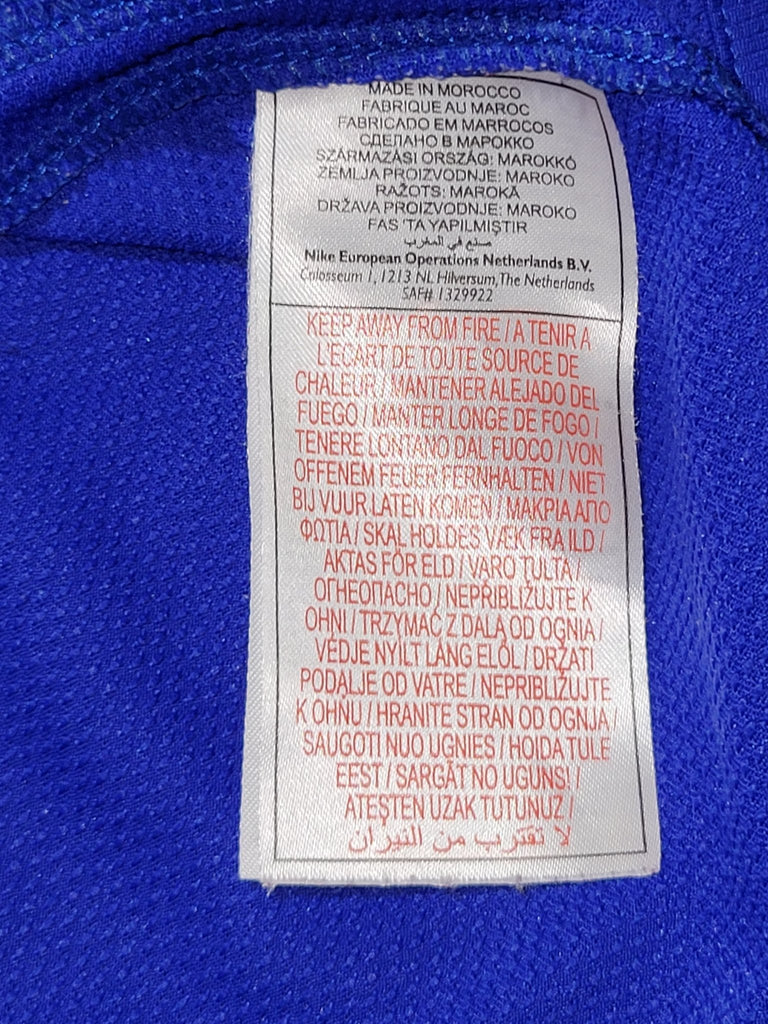 MADE IN MOROCCO
FABRIQUE AU MAROC
FABRICADO EM MARROCOS
СДЕЛАНО В МАРОККО
SZÁRMAZÁSI ORSZÁG: MAROKKÓ
ZEMLJA PROIZVODNJE: MAROKO
RAŽOTS: MAROKĀ
DRŽAVA PROIZVODNJE: MAROKO
FAS 'TA YAPILMIŞTIR
صنع في المغرب
Nike European Operations Netherlands B.V.
Colosseum 1, 1213 NL Hilversum, The Netherlands
SAF# 1329922
KEEP AWAY FROM FIRE / A TENIR A
L'ECART DE TOUTE SOURCE DE
CHALEUR / MANTENER ALEJADO DEL
FUEGO / MANTER LONGE DE FOGO /
TENERE LONTANO DAL FUOCO / VON
OFFENEM FEUER FERNHALTEN / NIET
BIJ VUUR LATEN KOMEN / ΜΑΚΡΙΑ ΑΠΟ
ΦΩΤΙΑ / SKAL HOLDES VÆK FRA ILD /
AKTAS FÖR ELD / VARO TULTA /
ОГНЕОПАСНО / NEPŘIBLIŽUJTE K
OHNI / TRZYMAĆ Z DALA OD OGNIA /
VÉDJE NYÍLT LÁNG ELŐL / DRŽATI
PODALJE OD VATRE / NEPRIBLIŽUJTE
K OHŇU / HRANITE STRAN OD OGNJA /
SAUGOTI NUO UGNIES / HOIDA TULE
EEST / SARGĀT NO UGUNS! /
ATEŞTEN UZAK TUTUNUZ /
لا تقترب من النيران